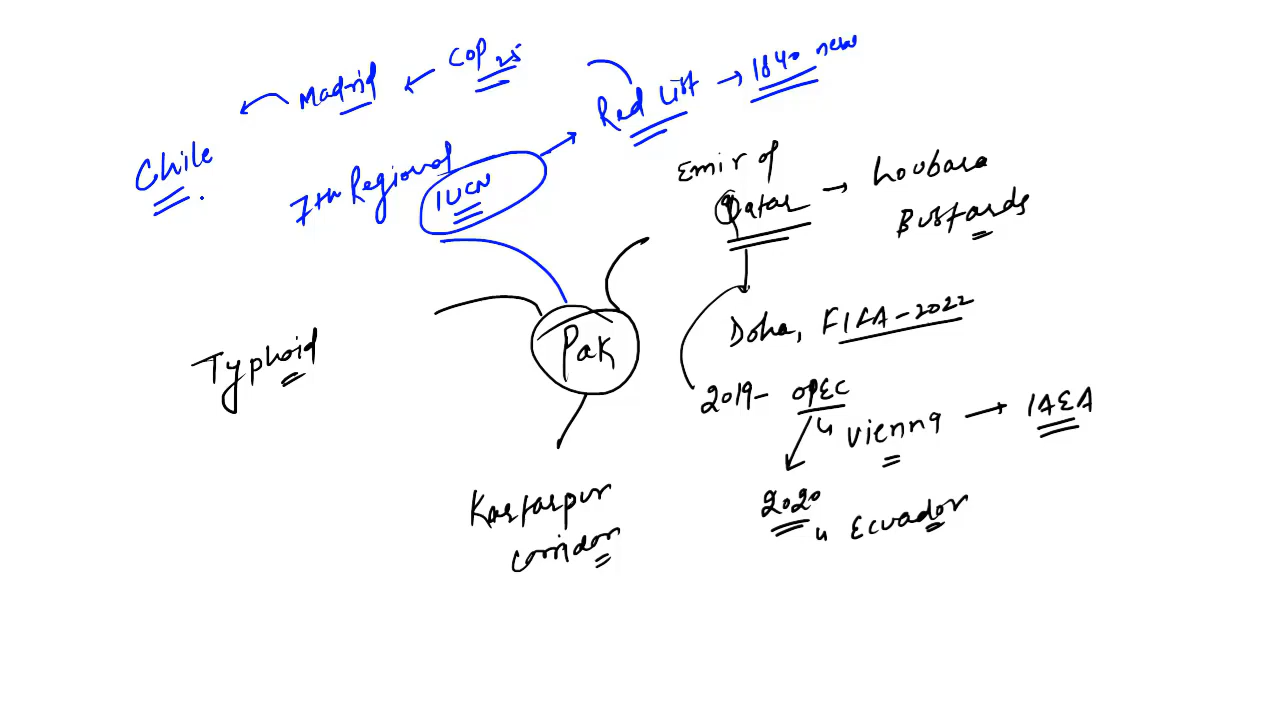 COP 25
Madrid
Chile
Red List → 1840 new
7th Regional
IUCN
Emir of
Qatar → houbara
Bustards
Pak
Doha, FIFA-2022
Typhoid
2019- OPEC
Vienna → IAEA
2020
Ecuador
Kartarpur
corridor